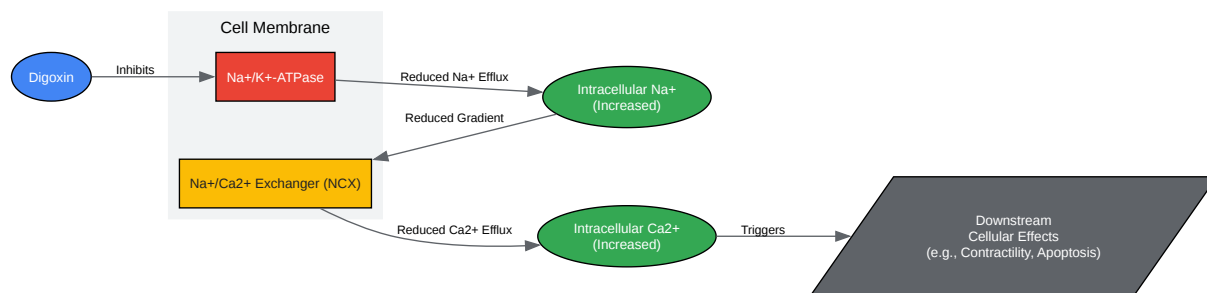 Cell Membrane
Digoxin
Inhibits
Na+/K+-ATPase
Reduced Na+ Efflux
Intracellular Na+
(Increased)
Reduced Gradient
Na+/Ca2+ Exchanger (NCX)
Reduced Ca2+ Efflux
Intracellular Ca2+
(Increased)
Triggers
Downstream
Cellular Effects
(e.g., Contractility, Apoptosis)